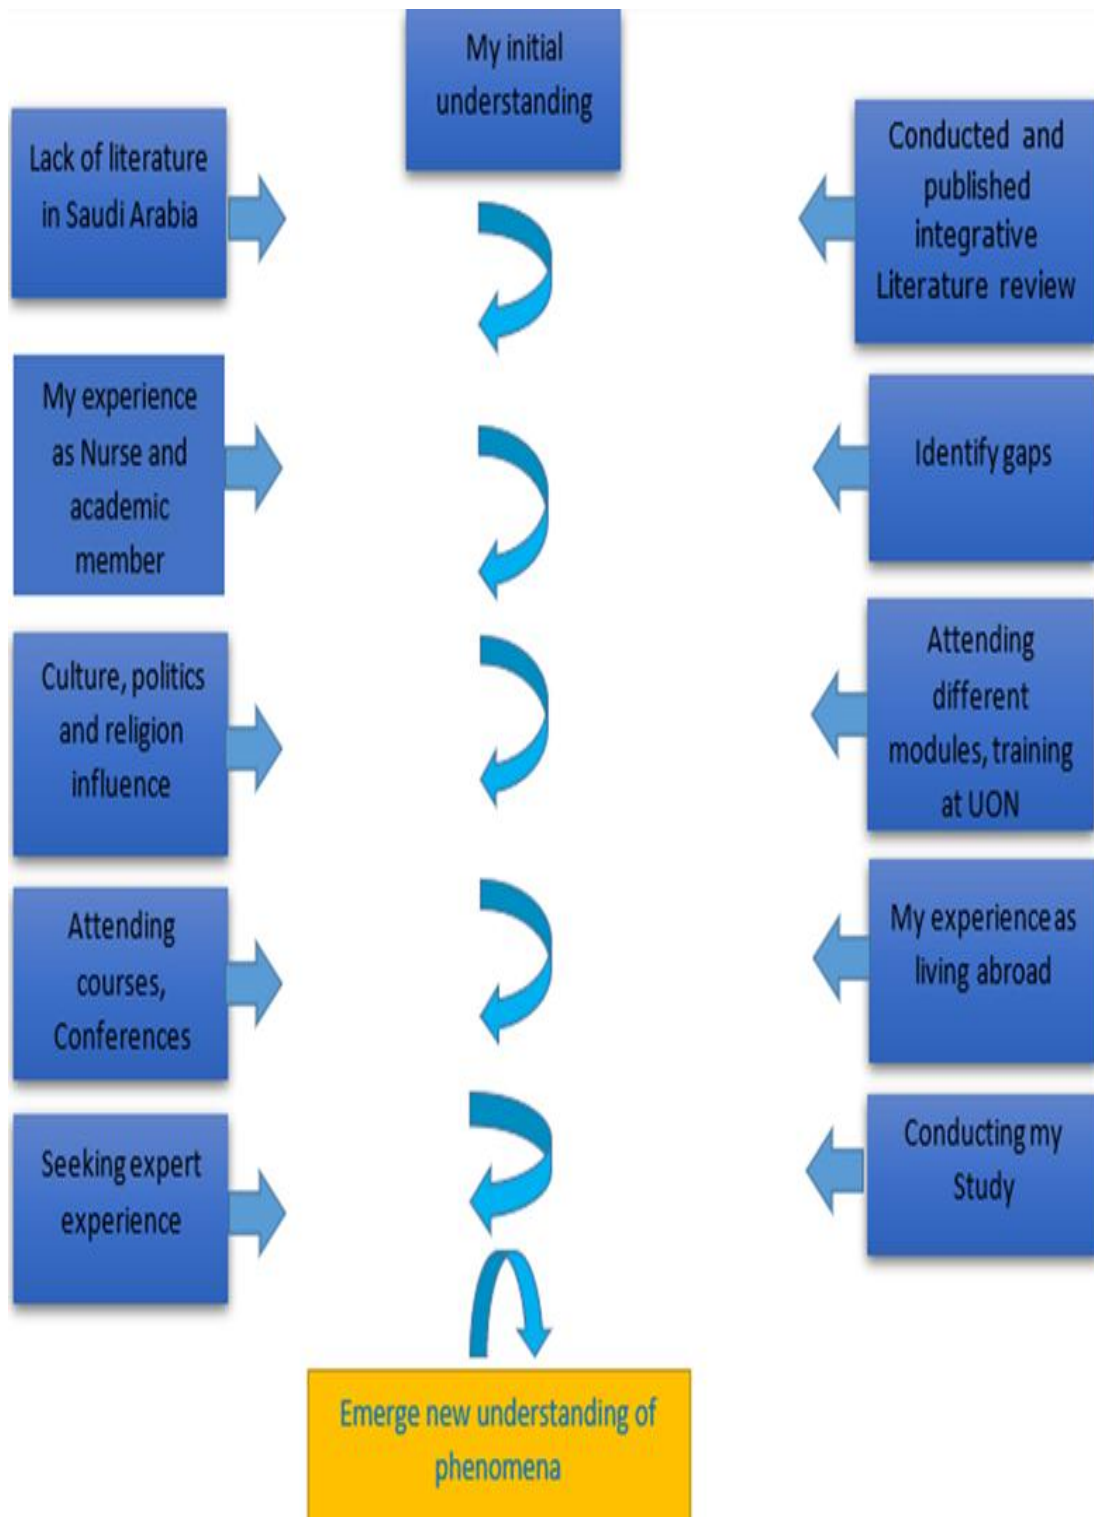 My initial
understanding
Lack of literature
in Saudi Arabia
Conducted and
published
integrative
Literature review
My experience
as Nurse and
academic
member
Identify gaps
Culture, politics
and religion
influence
Attending
different
modules, training
at UON
Attending
courses,
Conferences
My experience as
living abroad
Seeking expert
experience
Conducting my
Study
Emerge new understanding of
phenomena